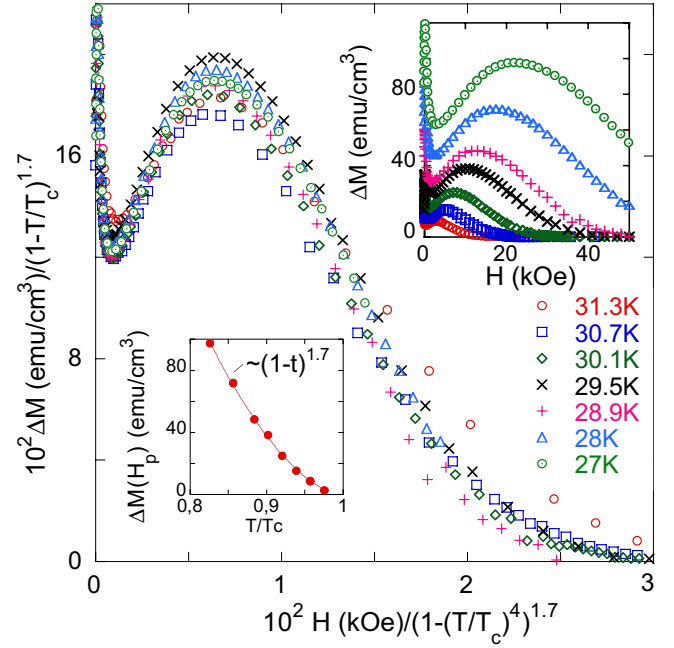 10² ΔM (emu/cm³)/(1-T/T_c)^1.7
16
8
0
0
1
2
3
10² H (kOe)/(1-(T/T_c)⁴)^1.7
ΔM (emu/cm³)
80
40
0
0
20
40
H (kOe)
31.3K
30.7K
30.1K
29.5K
28.9K
28K
27K
ΔM(H_p) (emu/cm³)
80
40
0
0,8
0,9
1
T/Tc
~(1-t)^1.7